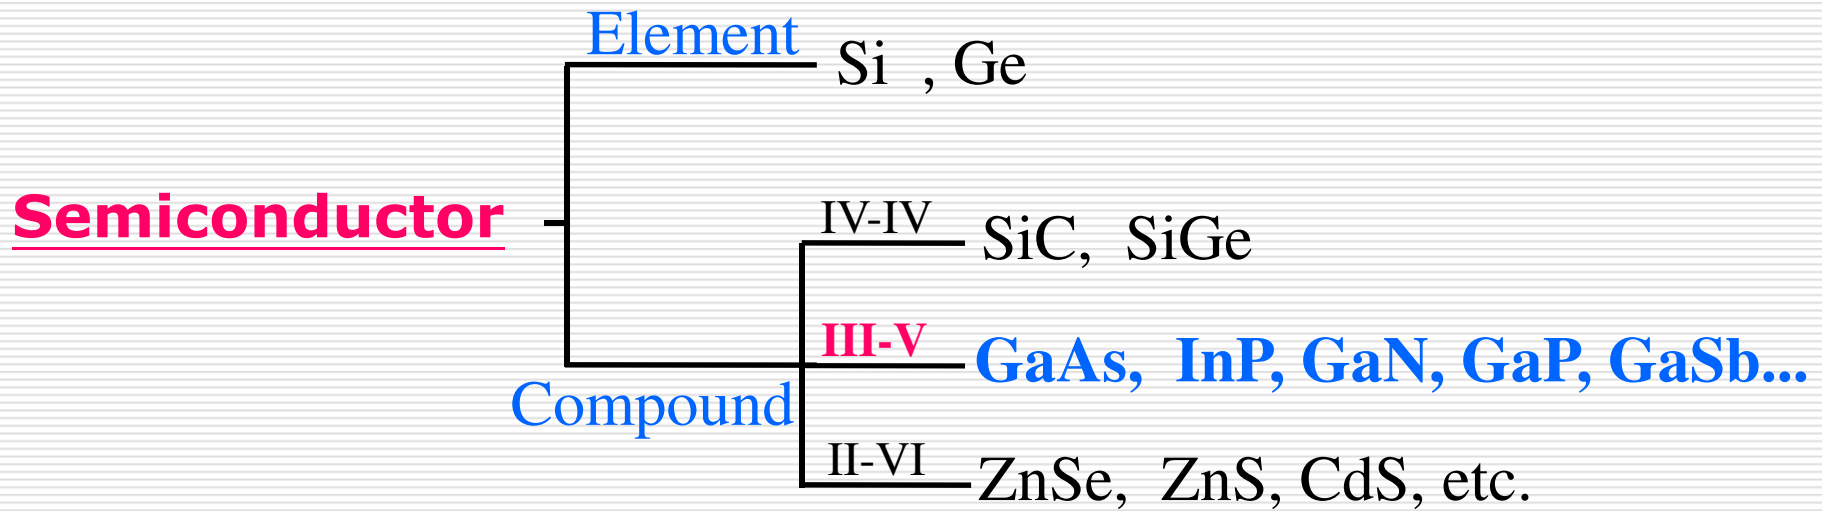 Element
Si , Ge
Semiconductor
IV-IV
SiC, SiGe
III-V
GaAs, InP, GaN, GaP, GaSb...
Compound
II-VI
ZnSe, ZnS, CdS, etc.